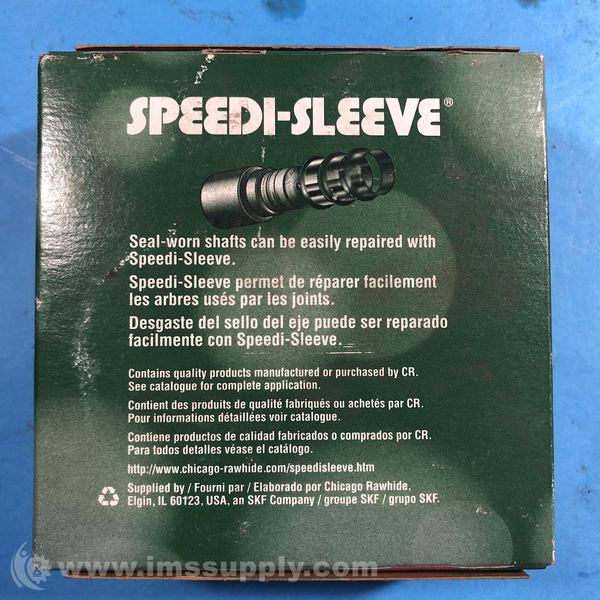 SPEEDI-SLEEVE®
Seal-worn shafts can be easily repaired with
Speedi-Sleeve.
Speedi-Sleeve permet de réparer facilement
les arbres usés par les joints.
Desgaste del sello del eje puede ser reparado
facilmente con Speedi-Sleeve.
Contains quality products manufactured or purchased by CR.
See catalogue for complete application.
Contient des produits de qualité fabriqués ou achetés par CR.
Pour informations détaillées voir catalogue.
Contiene productos de calidad fabricados o comprados por CR.
Para todos detalles véase el catálogo.
http://www.chicago-rawhide.com/speedisleeve.htm
Supplied by / Fourni par / Elaborado por Chicago Rawhide,
Elgin, IL 60123, USA, an SKF Company / groupe SKF / grupo SKF.
www.imssupply.com